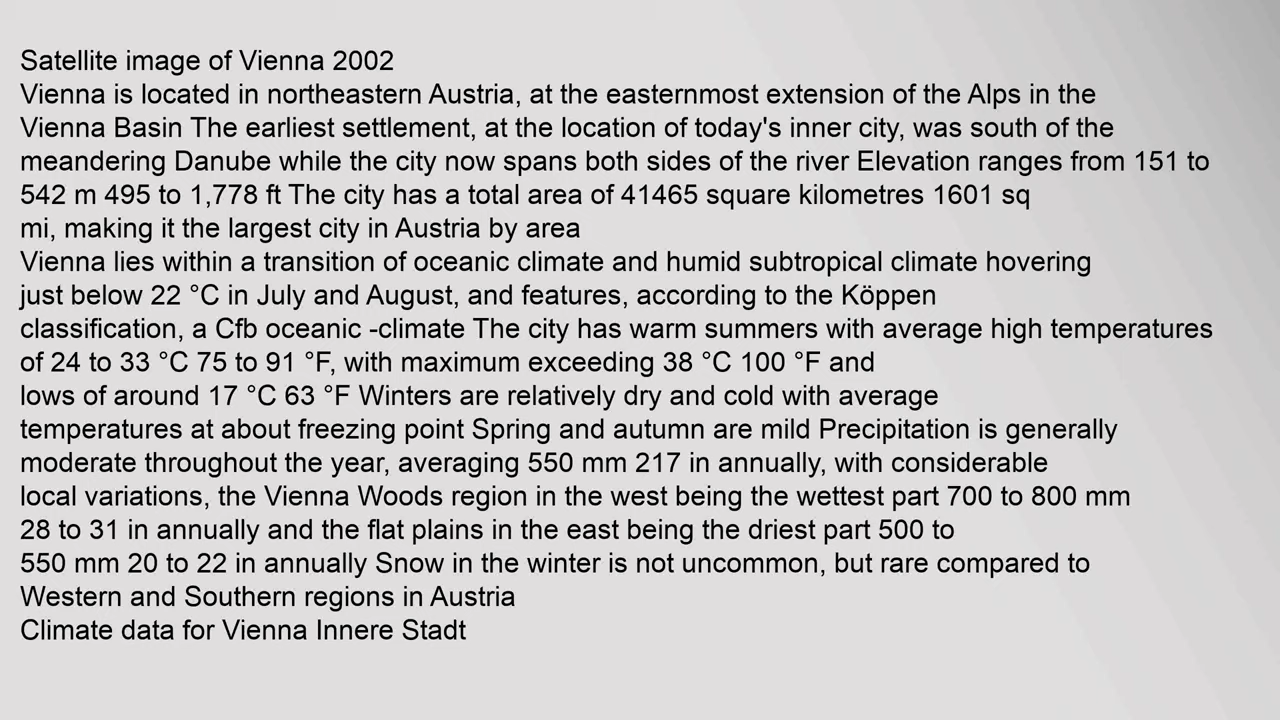 Satellite image of Vienna 2002
Vienna is located in northeastern Austria, at the easternmost extension of the Alps in the
Vienna Basin The earliest settlement, at the location of today's inner city, was south of the
meandering Danube while the city now spans both sides of the river Elevation ranges from 151 to
542 m 495 to 1,778 ft The city has a total area of 41465 square kilometres 1601 sq
mi, making it the largest city in Austria by area
Vienna lies within a transition of oceanic climate and humid subtropical climate hovering
just below 22 °C in July and August, and features, according to the Köppen
classification, a Cfb oceanic -climate The city has warm summers with average high temperatures
of 24 to 33 °C 75 to 91 °F, with maximum exceeding 38 °C 100 °F and
lows of around 17 °C 63 °F Winters are relatively dry and cold with average
temperatures at about freezing point Spring and autumn are mild Precipitation is generally
moderate throughout the year, averaging 550 mm 217 in annually, with considerable
local variations, the Vienna Woods region in the west being the wettest part 700 to 800 mm
28 to 31 in annually and the flat plains in the east being the driest part 500 to
550 mm 20 to 22 in annually Snow in the winter is not uncommon, but rare compared to
Western and Southern regions in Austria
Climate data for Vienna Innere Stadt